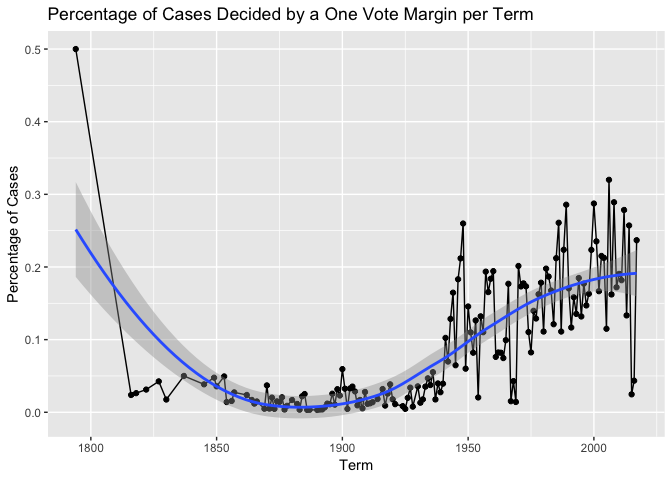 Percentage of Cases Decided by a One Vote Margin per Term
Percentage of Cases
0.5
0.4
0.3
0.2
0.1
0.0
1800 1850 1900 1950 2000
Term